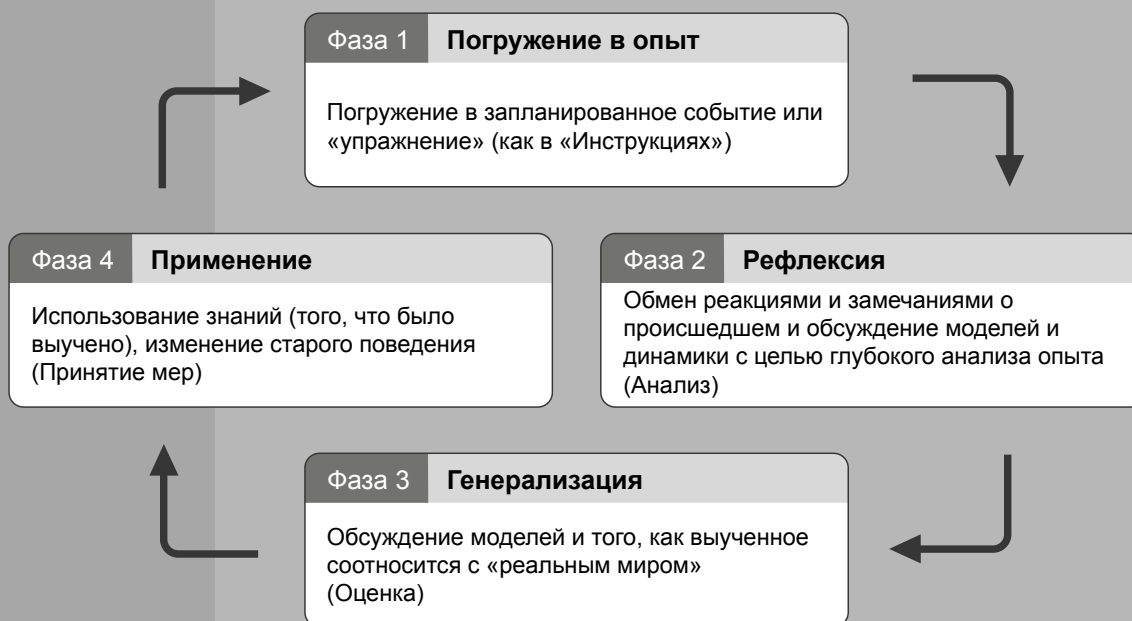 Фаза 1 Погружение в опыт
Погружение в запланированное событие или
«упражнение» (как в «Инструкциях»)
Фаза 2 Рефлексия
Обмен реакциями и замечаниями о
происшедшем и обсуждение моделей и
динамики с целью глубокого анализа опыта
(Анализ)
Фаза 3 Генерализация
Обсуждение моделей и того, как выученное
соотносится с «реальным миром»
(Оценка)
Фаза 4 Применение
Использование знаний (того, что было
выучено), изменение старого поведения
(Принятие мер)